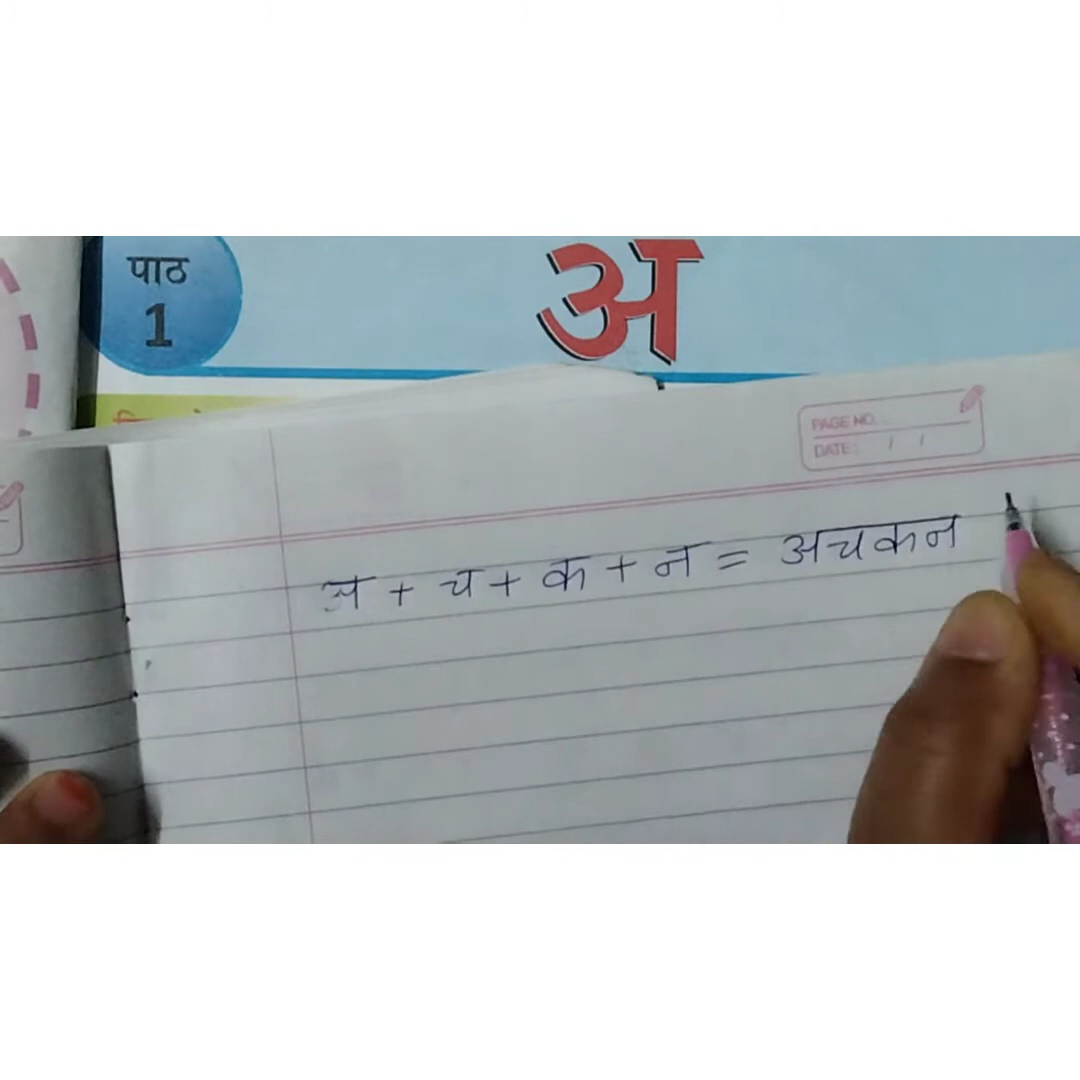 पाठ
1
अ
PAGE NO. :
DATE : / /
अ + च + क + न = अचकन